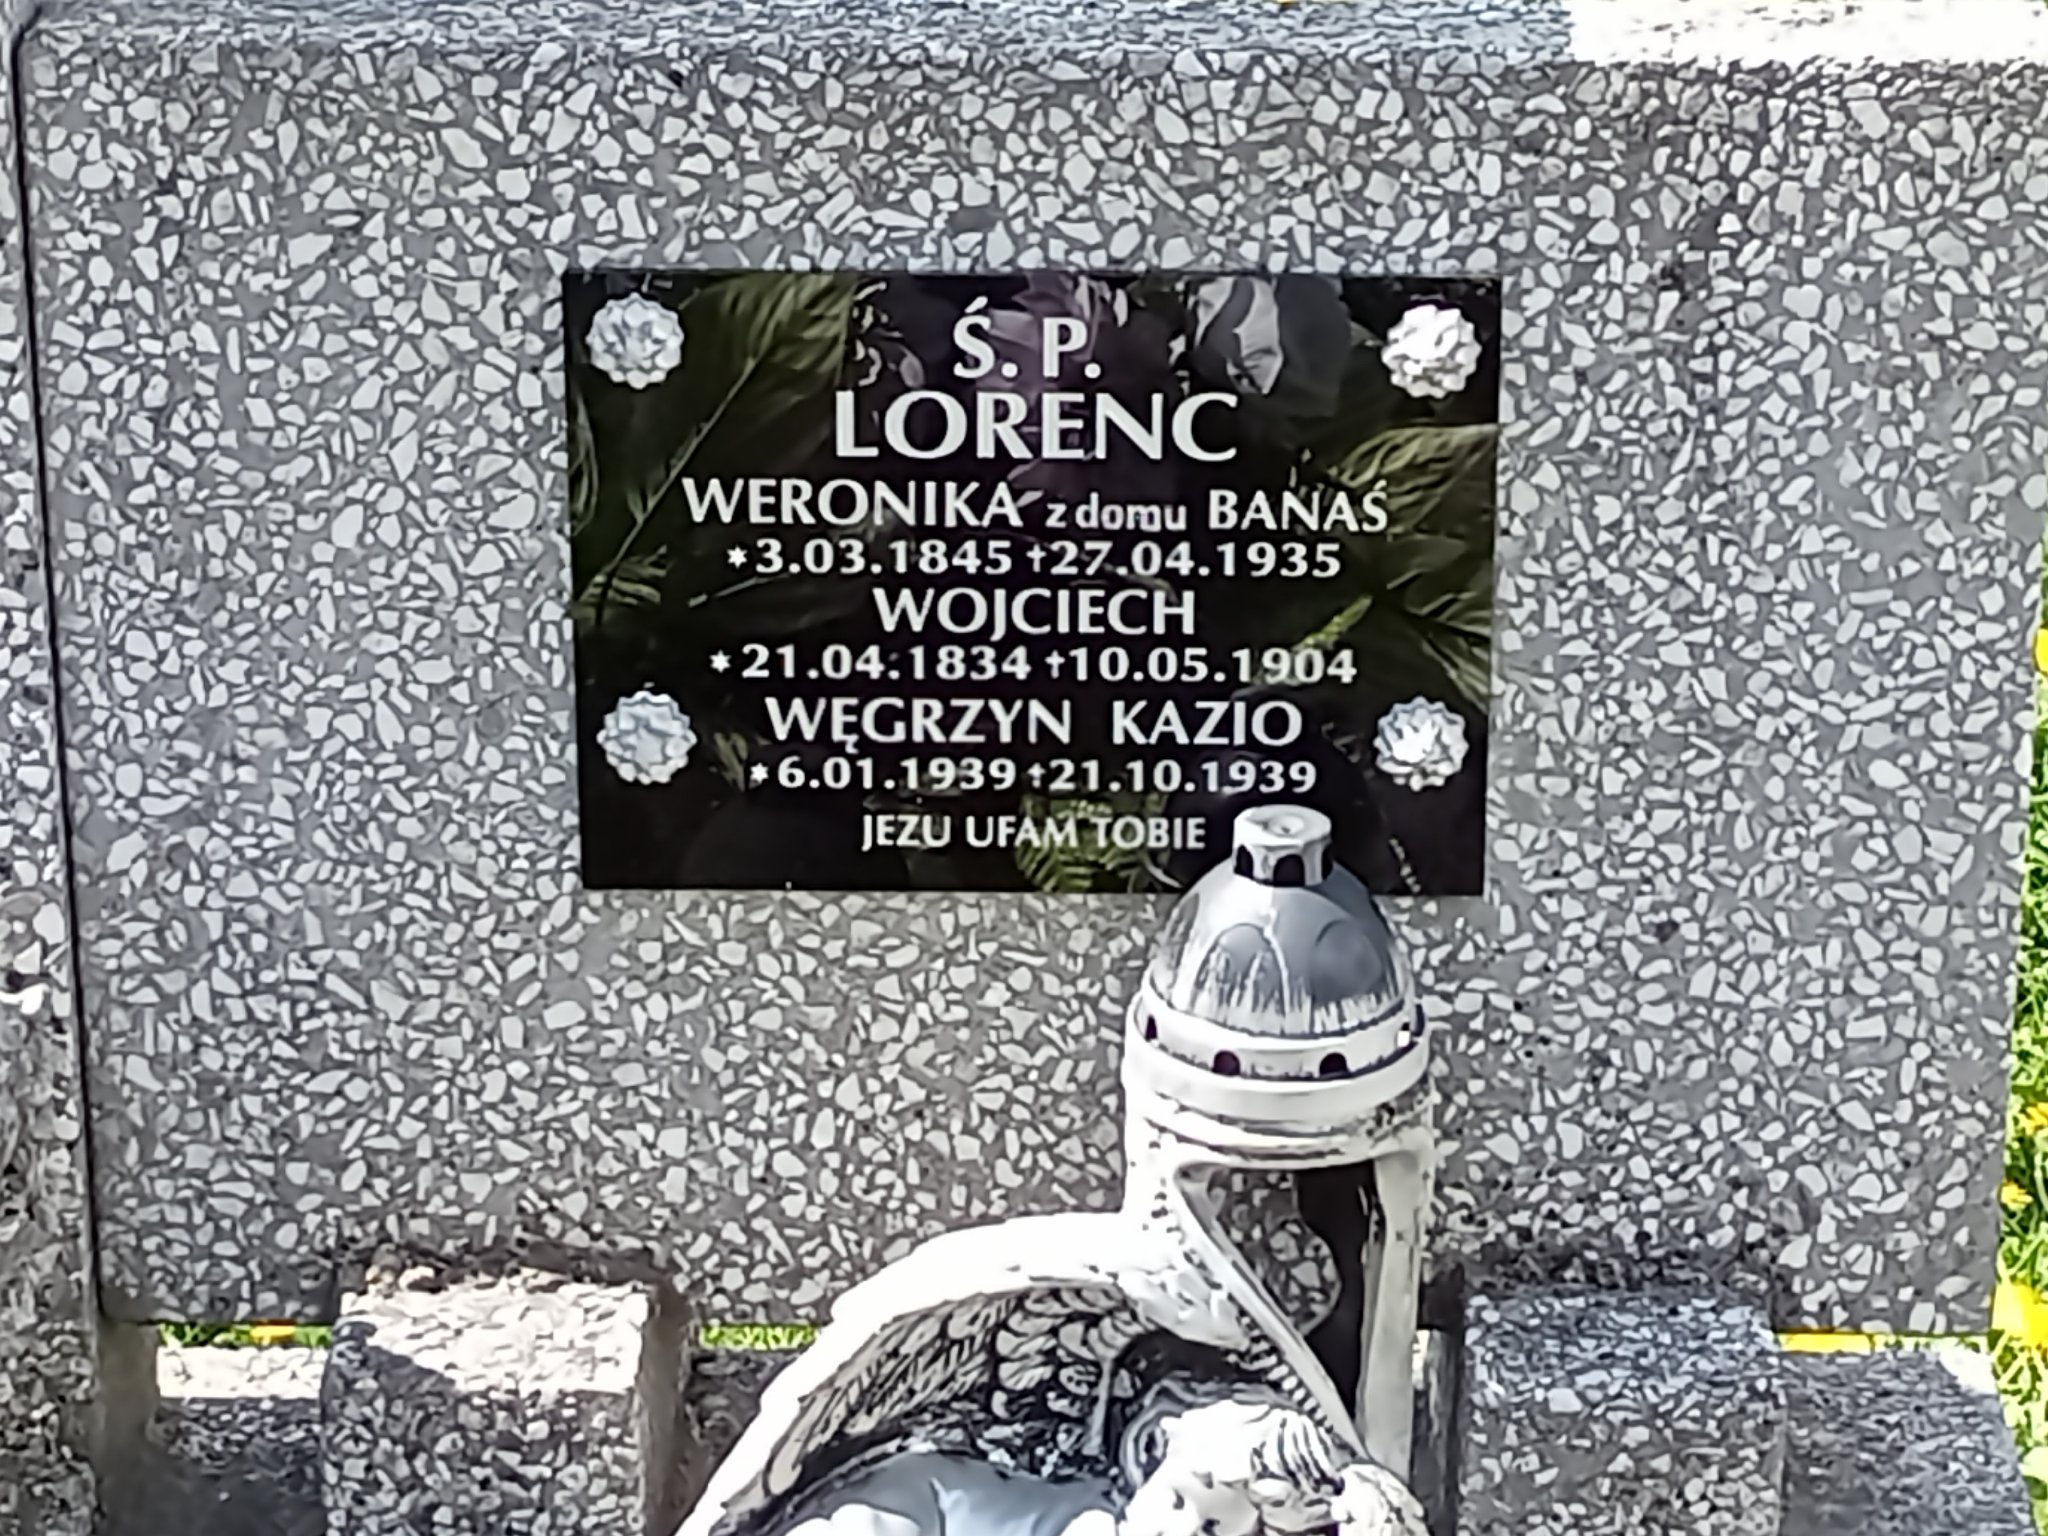 Ś. P.
LORENC
WERONIKA z domu BANAŚ
*3.03.1845 †27.04.1935
WOJCIECH
*21.04.1834 †10.05.1904
WĘGRZYN KAZIO
*6.01.1939 †21.10.1939
JEZU UFAM TOBIE